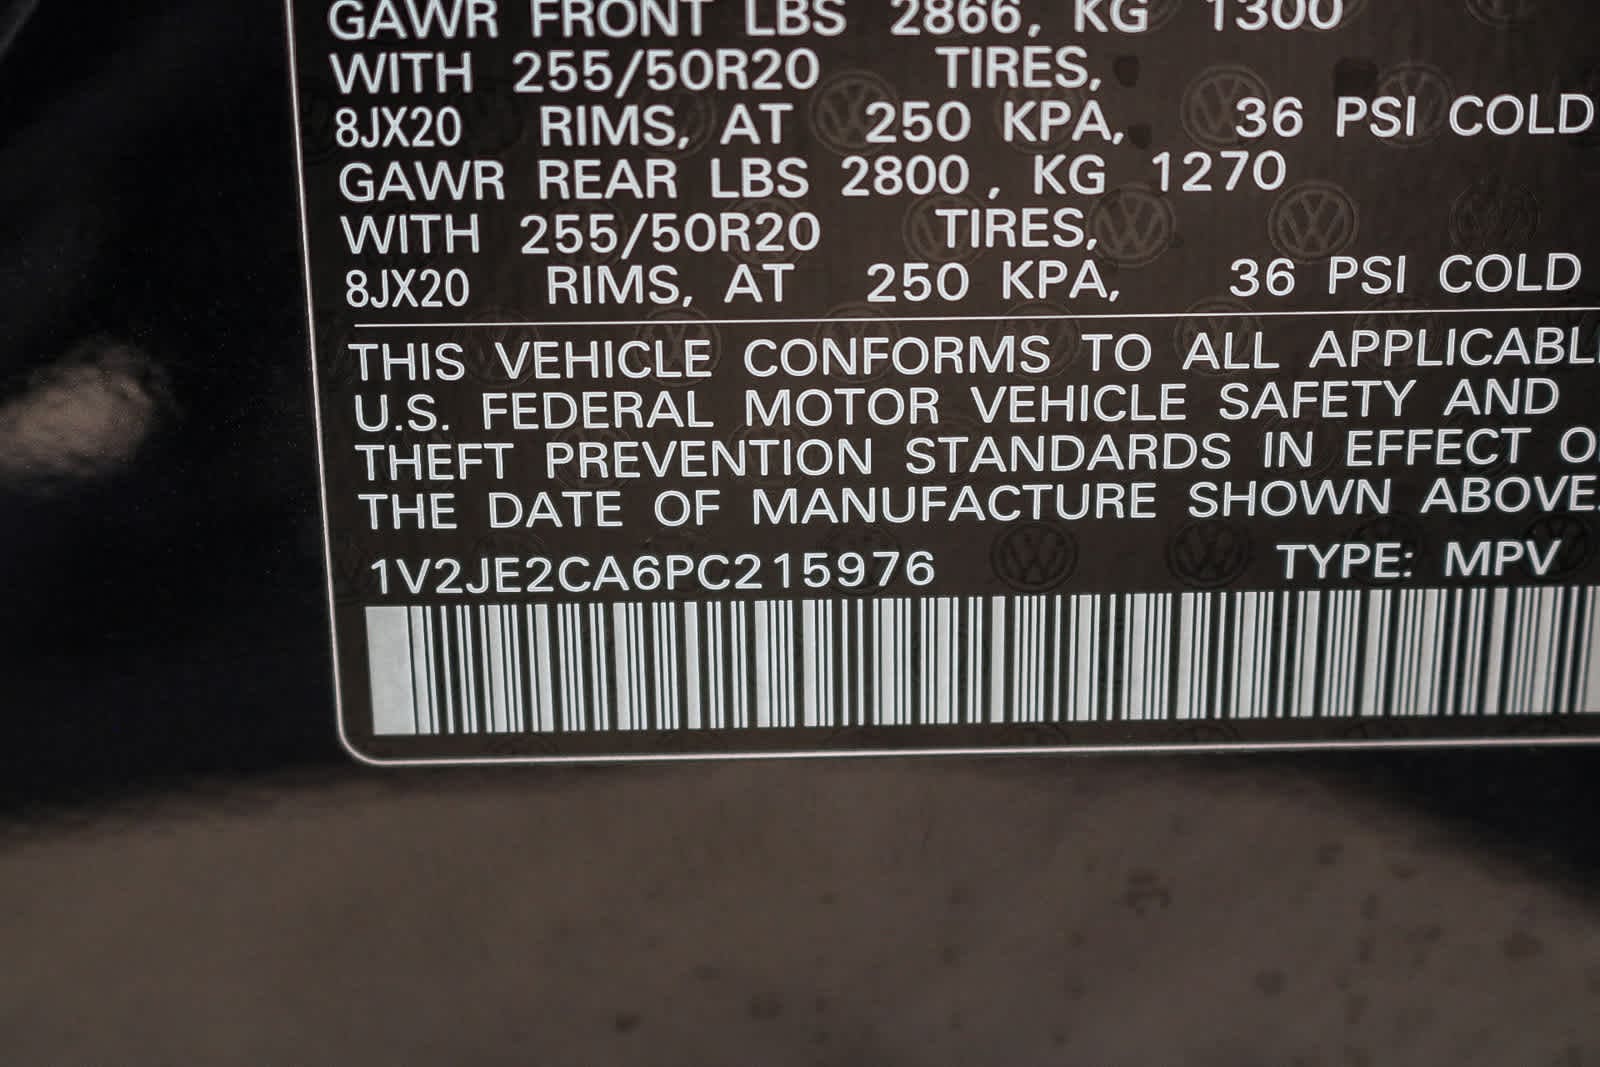 GAWR FRONT LBS 2866, KG 1300
WITH 255/50R20 TIRES,
8JX20 RIMS, AT 250 KPA, 36 PSI COLD
GAWR REAR LBS 2800, KG 1270
WITH 255/50R20 TIRES,
8JX20 RIMS, AT 250 KPA, 36 PSI COLD
THIS VEHICLE CONFORMS TO ALL
U.S. FEDERAL MOTOR VEHICLE SAFETY AND
THEFT PREVENTION STANDARDS IN EFFECT
THE DATE OF MANUFACTURE SHOWN ABOVE.
1V2JE2CA6PC215976 TYPE: MPV